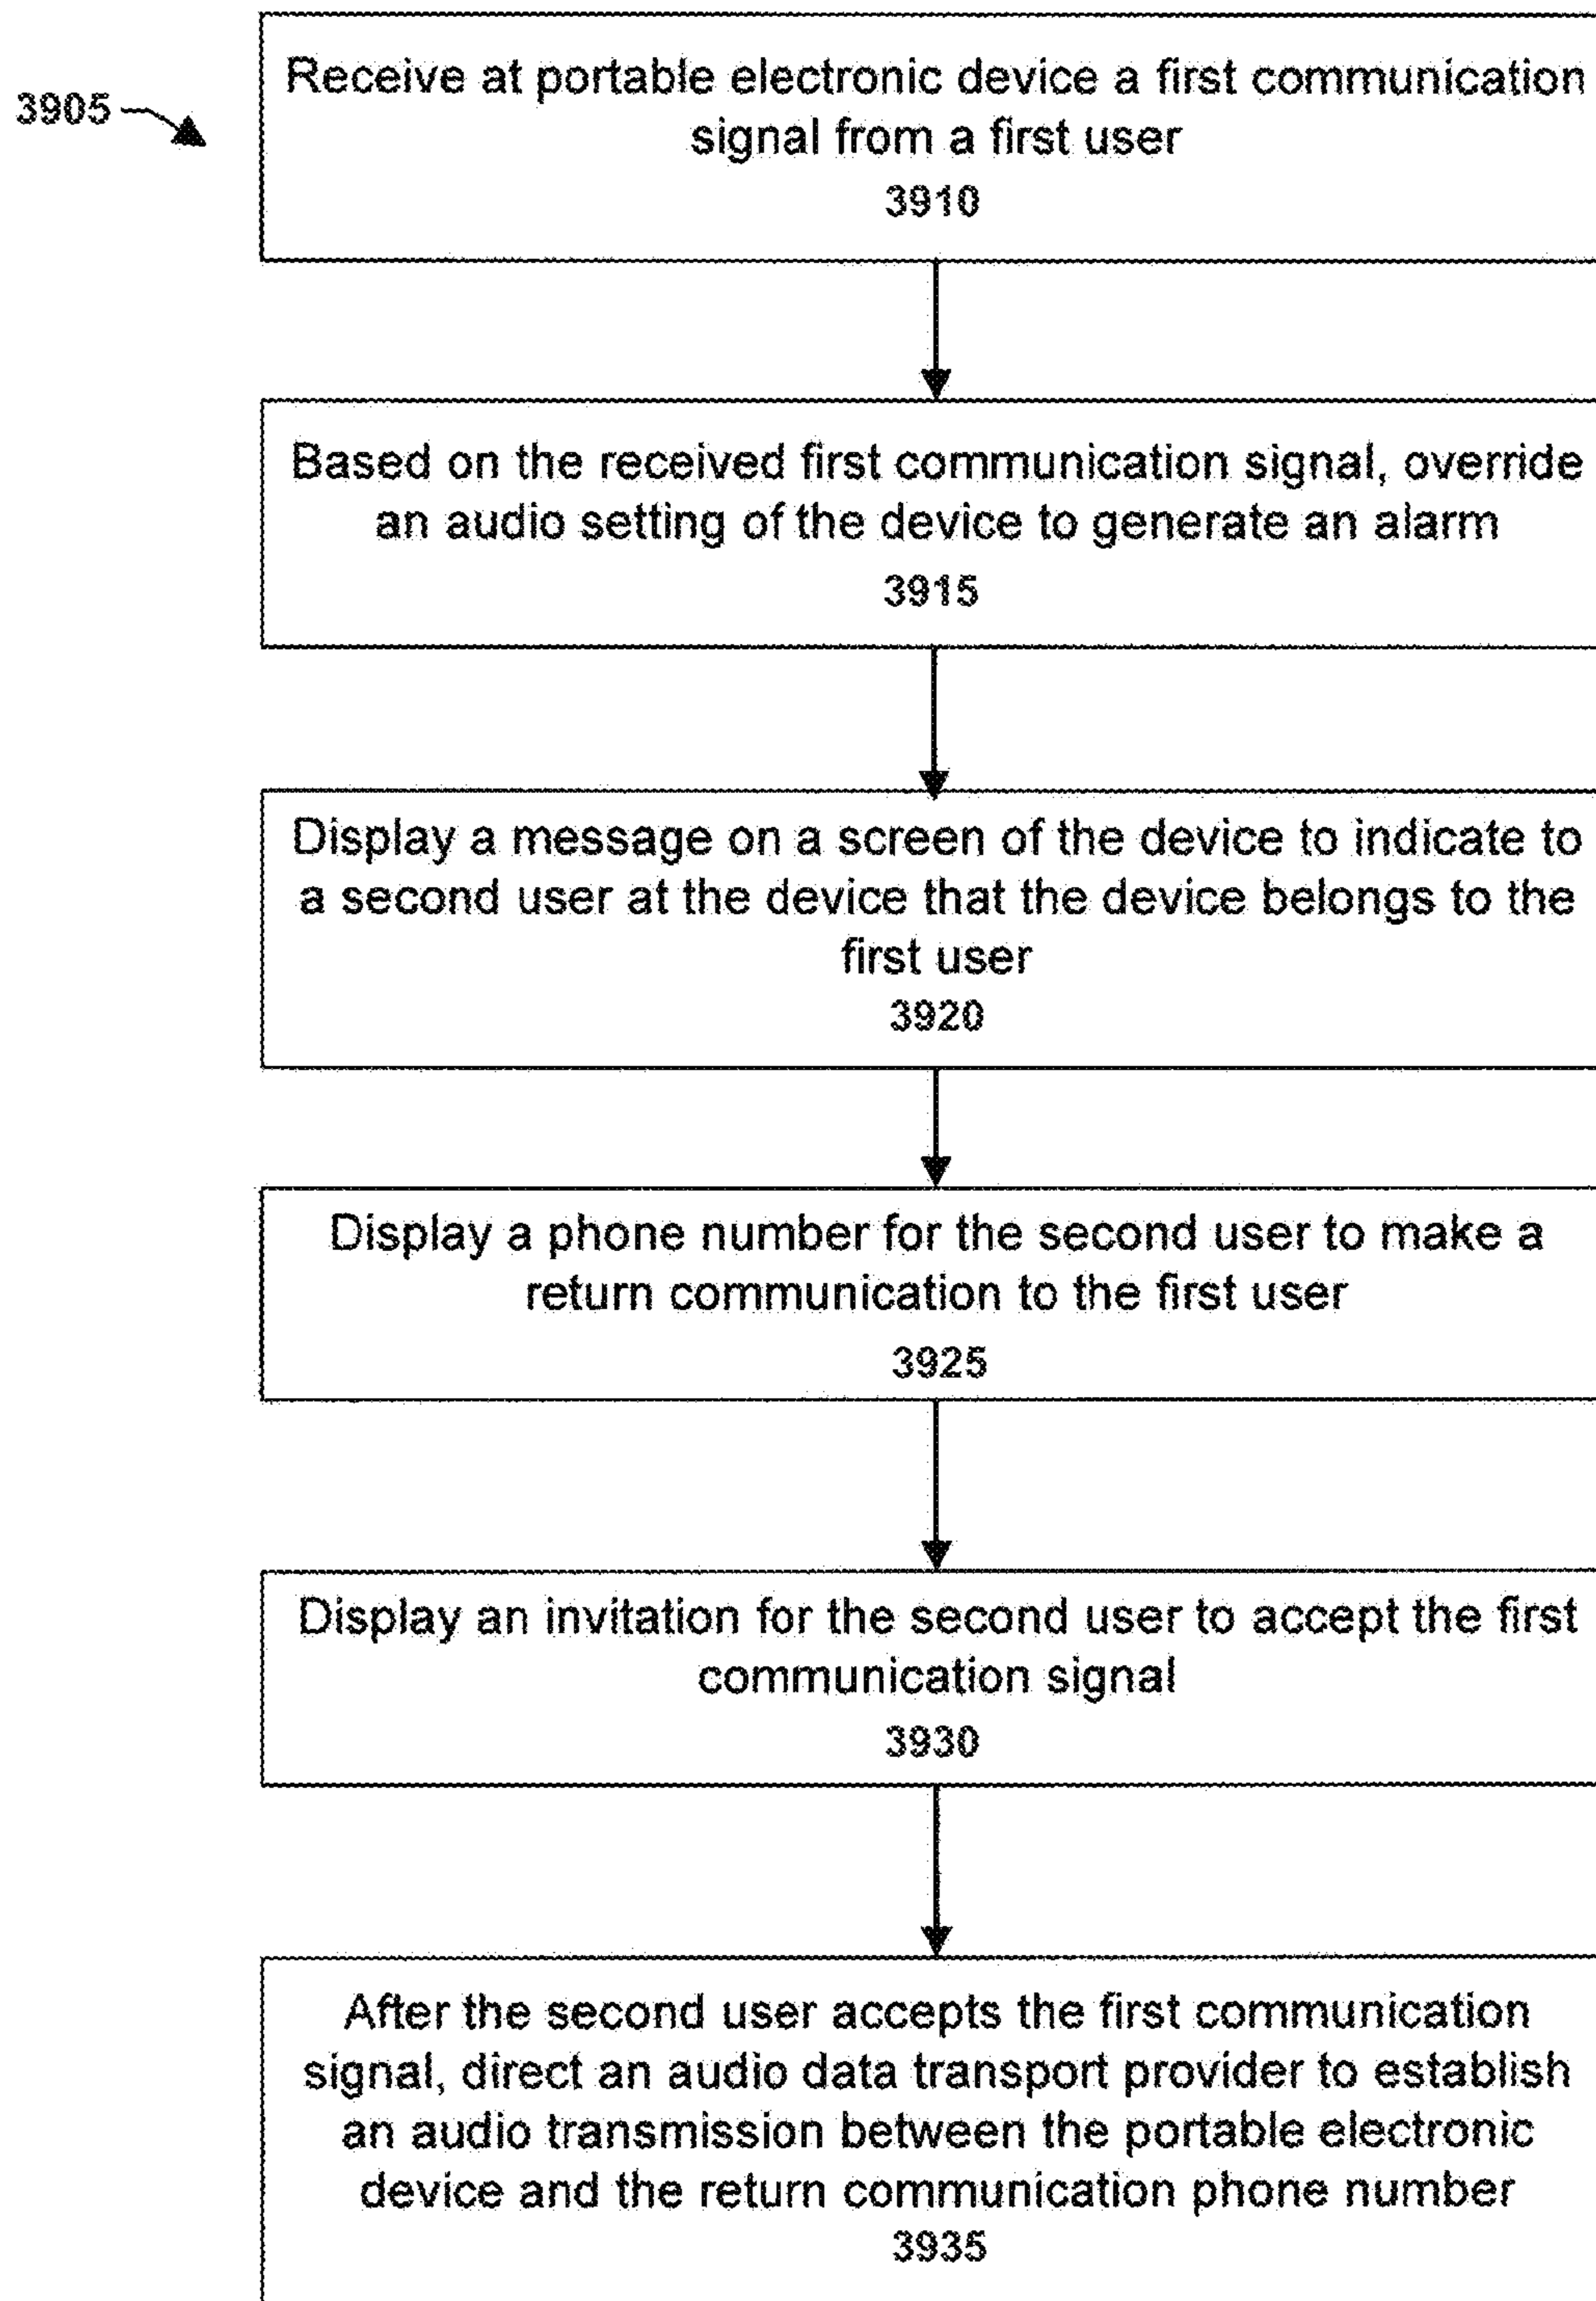 3905
Receive at portable electronic device a first communication
signal from a first user
3910
Based on the received first communication signal, override
an audio setting of the device to generate an alarm
3915
Display a message on a screen of the device to indicate to
a second user at the device that the device belongs to the
first user
3920
Display a phone number for the second user to make a
return communication to the first user
3925
Display an invitation for the second user to accept the first
communication signal
3930
After the second user accepts the first communication
signal, direct an audio data transport provider to establish
an audio transmission between the portable electronic
device and the return communication phone number
3935